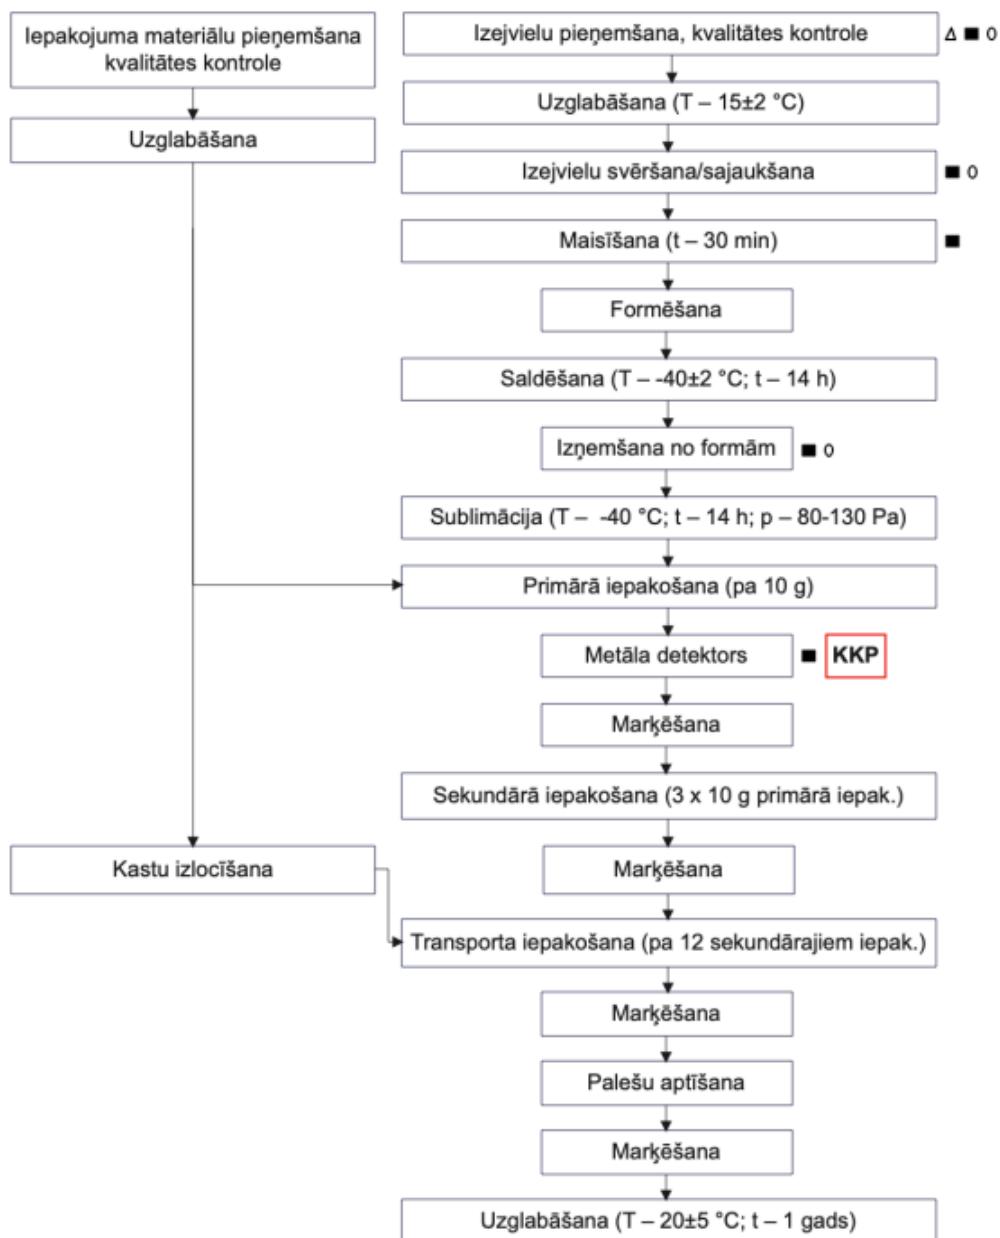 Iepakojuma materiālu pieņemšana
kvalitātes kontrole
Uzglabāšana
Izejvielu pieņemšana, kvalitātes kontrole
Δ ■ ◊
Uzglabāšana (T – 15±2 °C)
Izejvielu svēršana/sajaukšana
■ ◊
Maisīšana (t – 30 min)
■
Formēšana
Saldēšana (T – -40±2 °C; t – 14 h)
Izņemšana no formām
■ ◊
Sublimācija (T – -40 °C; t – 14 h; p – 80-130 Pa)
Primārā iepakošana (pa 10 g)
Metāla detektors
■ KKP
Marķēšana
Sekundārā iepakošana (3 x 10 g primārā iepak.)
Kastu izlocīšana
Marķēšana
Transporta iepakošana (pa 12 sekundārajiem iepak.)
Marķēšana
Palešu aptīšana
Marķēšana
Uzglabāšana (T – 20±5 °C; t – 1 gads)